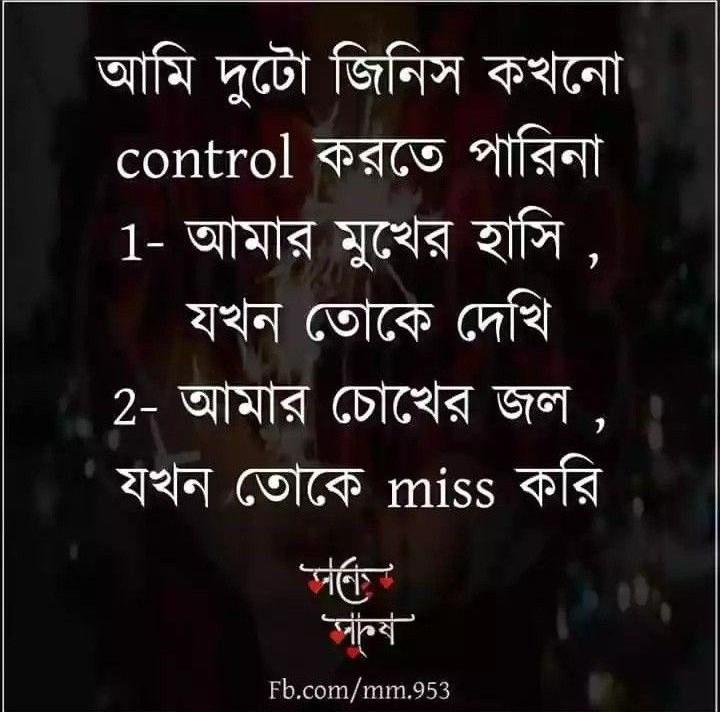 আমি দুটো জিনিস কখনো
control করতে পারিনা
1- আমার মুখের হাসি ,
যখন তোকে দেখি
2- আমার চোখের জল ,
যখন তোকে miss করি
Fb.com/mm.953